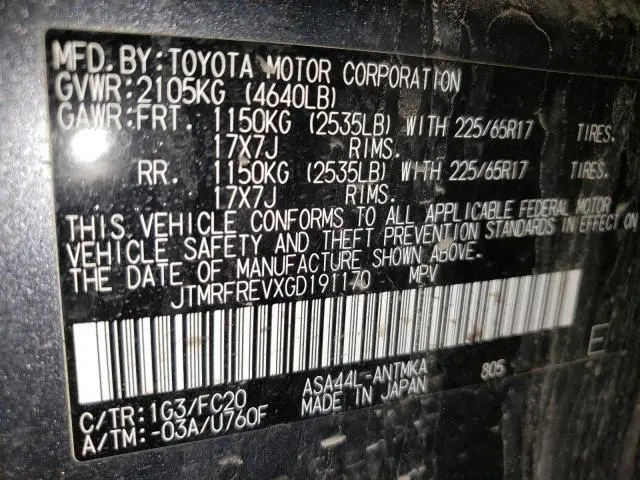 MFD. BY: TOYOTA MOTOR CORPORATION
GVWR: 2105KG (4640LB)
GAWR: FRT. 1150KG (2535LB) WITH 225/65R17 TIRES.
17X7J RIMS.
RR. 1150KG (2535LB) WITH 225/65R17 TIRES.
17X7J RIMS.
THIS VEHICLE CONFORMS TO ALL APPLICABLE FEDERAL MOTOR
VEHICLE SAFETY AND THEFT PREVENTION STANDARDS IN EFFECT ON
THE DATE OF MANUFACTURE SHOWN ABOVE.
JTMRFREVXGD191170 MPV
E
C/TR: 1G3/FC20 ASA44L-ANTMKA 805
A/TM: -03A/U760F MADE IN JAPAN